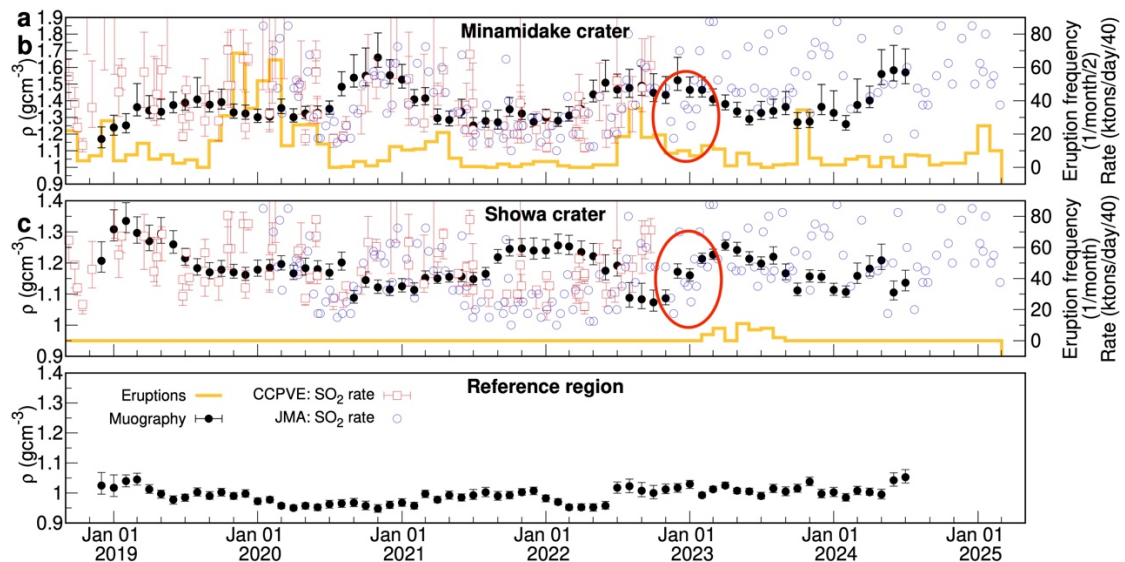 a
b
Minamidake crater
1.9
1.8
1.7
1.6
1.5
1.4
1.3
1.2
1.1
1
0.9
ρ (gcm-3)
80
60
40
20
0
Eruption frequency
(1/month/2)
Rate (ktons/day/40)
c
Showa crater
1.4
1.3
1.2
1.1
1
0.9
ρ (gcm-3)
80
60
40
20
0
Eruption frequency
(1/month)
Rate (ktons/day/40)
Reference region
Eruptions CCPVE: SO2 rate
Muography JMA: SO2 rate
1.4
1.3
1.2
1.1
1
0.9
ρ (gcm-3)
Jan 01 Jan 01 Jan 01 Jan 01 Jan 01 Jan 01 Jan 01
2019 2020 2021 2022 2023 2024 2025